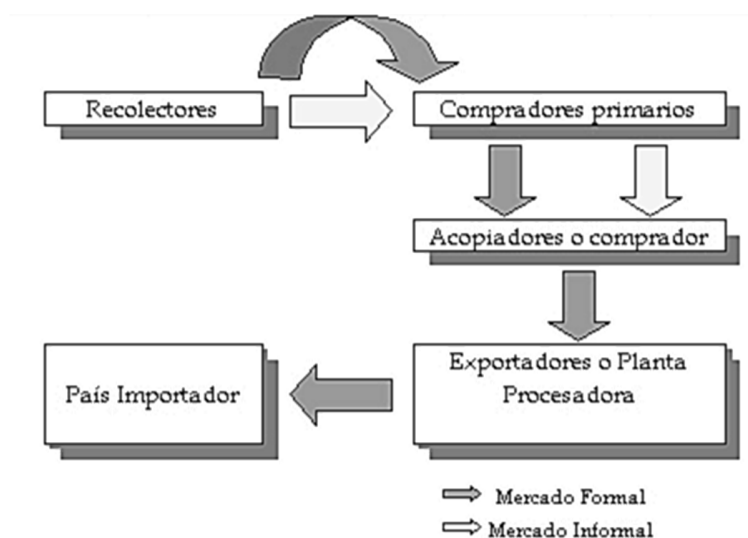 Recolectores
Compradores primarios
Acopiadores o comprador
Exportadores o Planta
Procesadora
País Importador
Mercado Formal
Mercado Informal